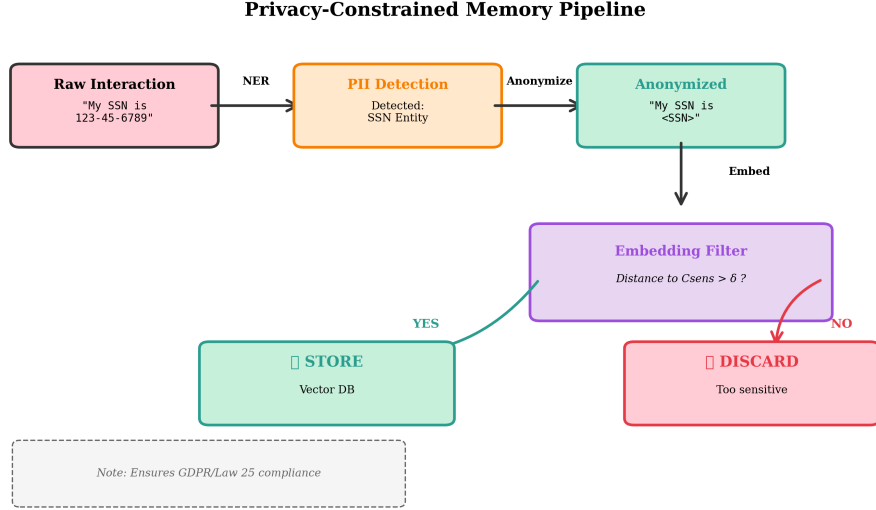 Privacy-Constrained Memory Pipeline
Raw Interaction
"My SSN is
123-45-6789"
NER
PII Detection
Detected:
SSN Entity
Anonymize
Anonymized
"My SSN is
<SSN>"
Embed
Embedding Filter
Distance to Csens > δ ?
YES
NO
▯ STORE
Vector DB
▯ DISCARD
Too sensitive
Note: Ensures GDPR/Law 25 compliance